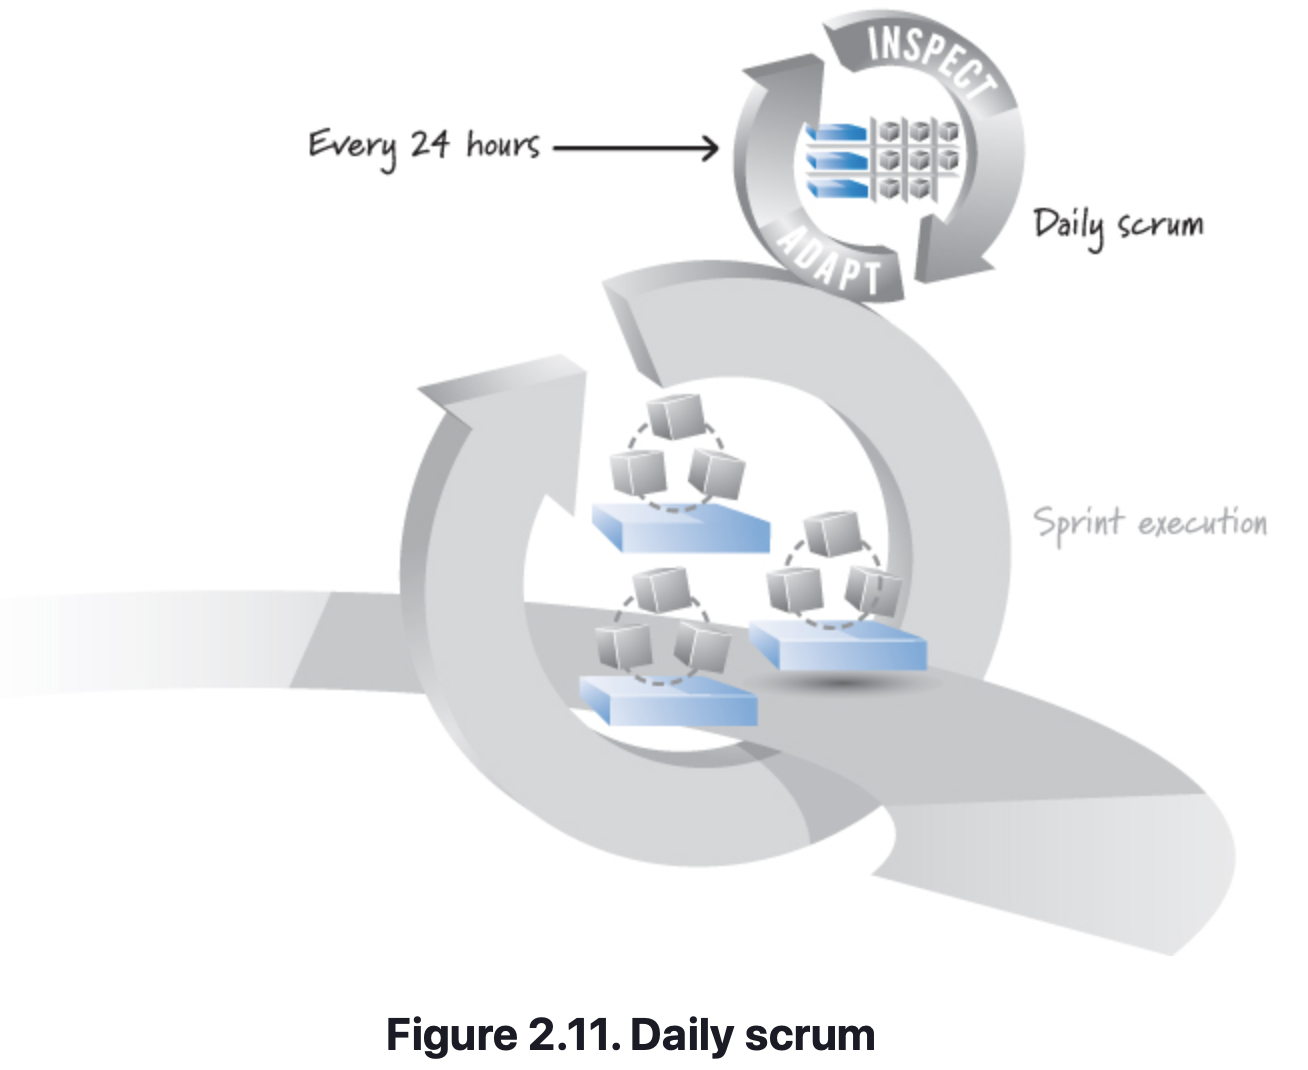 INSPECT
Every 24 hours
Daily scrum
ADAPT
Sprint execution
Figure 2.11. Daily scrum